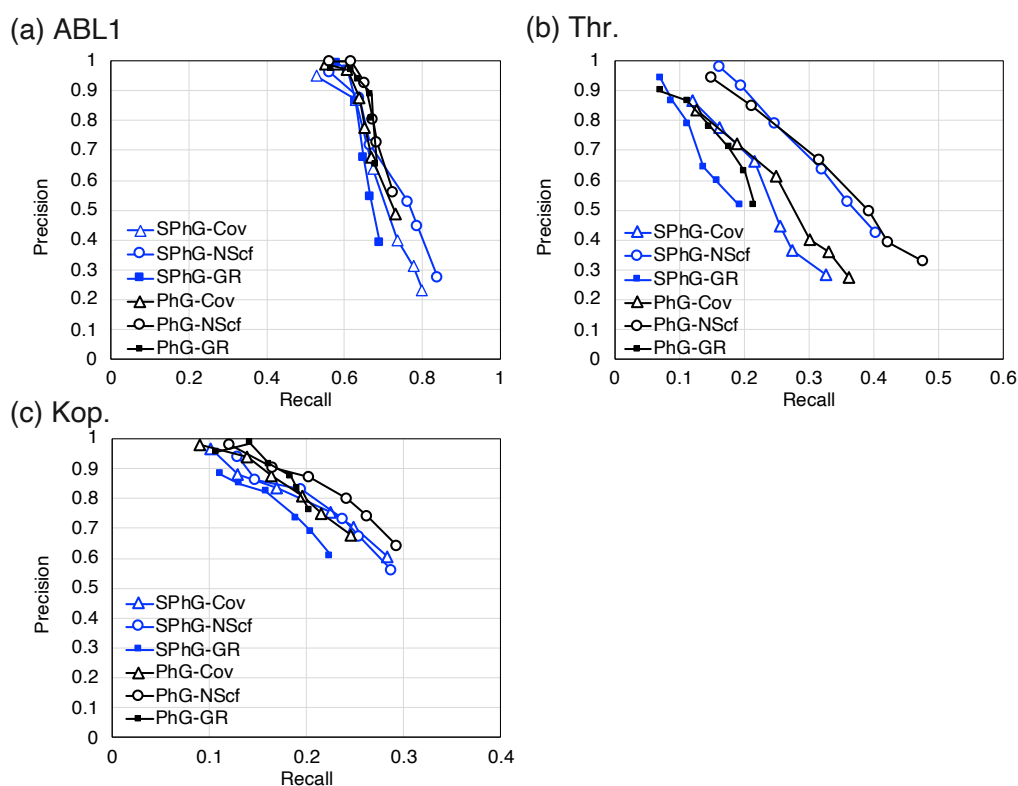 (a) ABL1
1
0.9
0.8
0.7
0.6
0.5
0.4
0.3
0.2
0.1
0
Precision
SPhG-Cov
SPhG-NScf
SPhG-GR
PhG-Cov
PhG-NScf
PhG-GR
0 0.2 0.4 0.6 0.8 1
Recall
(b) Thr.
1
0.9
0.8
0.7
0.6
0.5
0.4
0.3
0.2
0.1
0
Precision
SPhG-Cov
SPhG-NScf
SPhG-GR
PhG-Cov
PhG-NScf
PhG-GR
0 0.1 0.2 0.3 0.4 0.5 0.6
Recall
(c) Kop.
1
0.9
0.8
0.7
0.6
0.5
0.4
0.3
0.2
0.1
0
Precision
SPhG-Cov
SPhG-NScf
SPhG-GR
PhG-Cov
PhG-NScf
PhG-GR
0 0.1 0.2 0.3 0.4
Recall